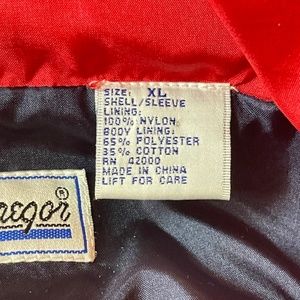 SIZE: XL
SHELL/SLEEVE
LINING:
100% NYLON
BODY LINING:
65% POLYESTER
35% COTTON
RN 42000
MADE IN CHINA
LIFT FOR CARE
regor®